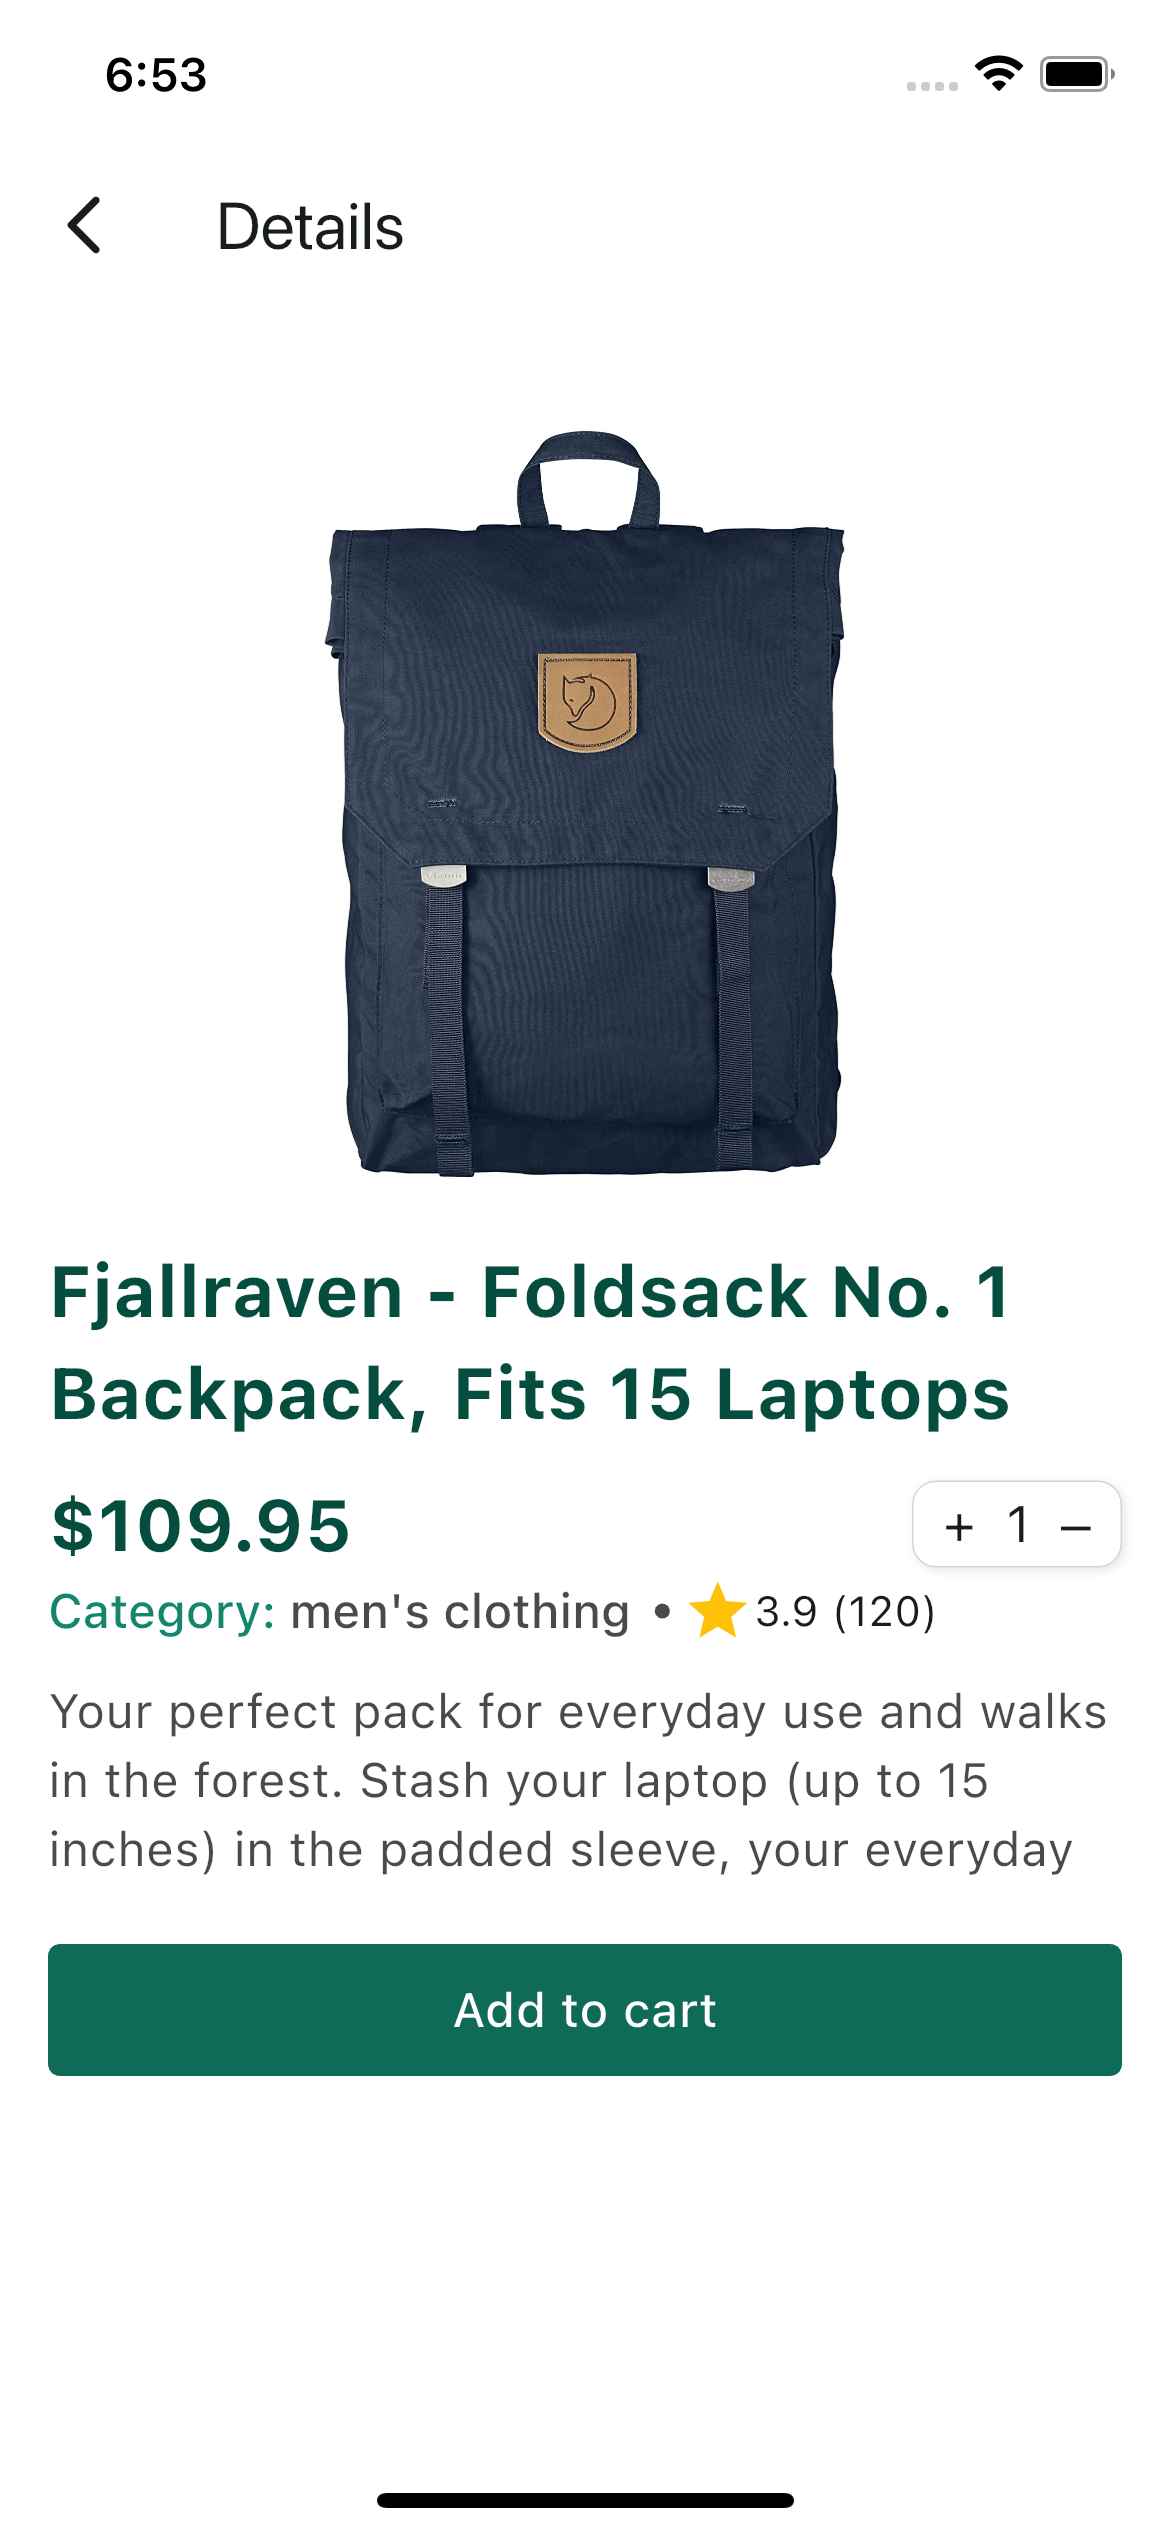 6:53
Details
Fjallraven - Foldsack No. 1
Backpack, Fits 15 Laptops
$109.95
+ 1 –
Category: men's clothing • 3.9 (120)
Your perfect pack for everyday use and walks
in the forest. Stash your laptop (up to 15
inches) in the padded sleeve, your everyday
Add to cart